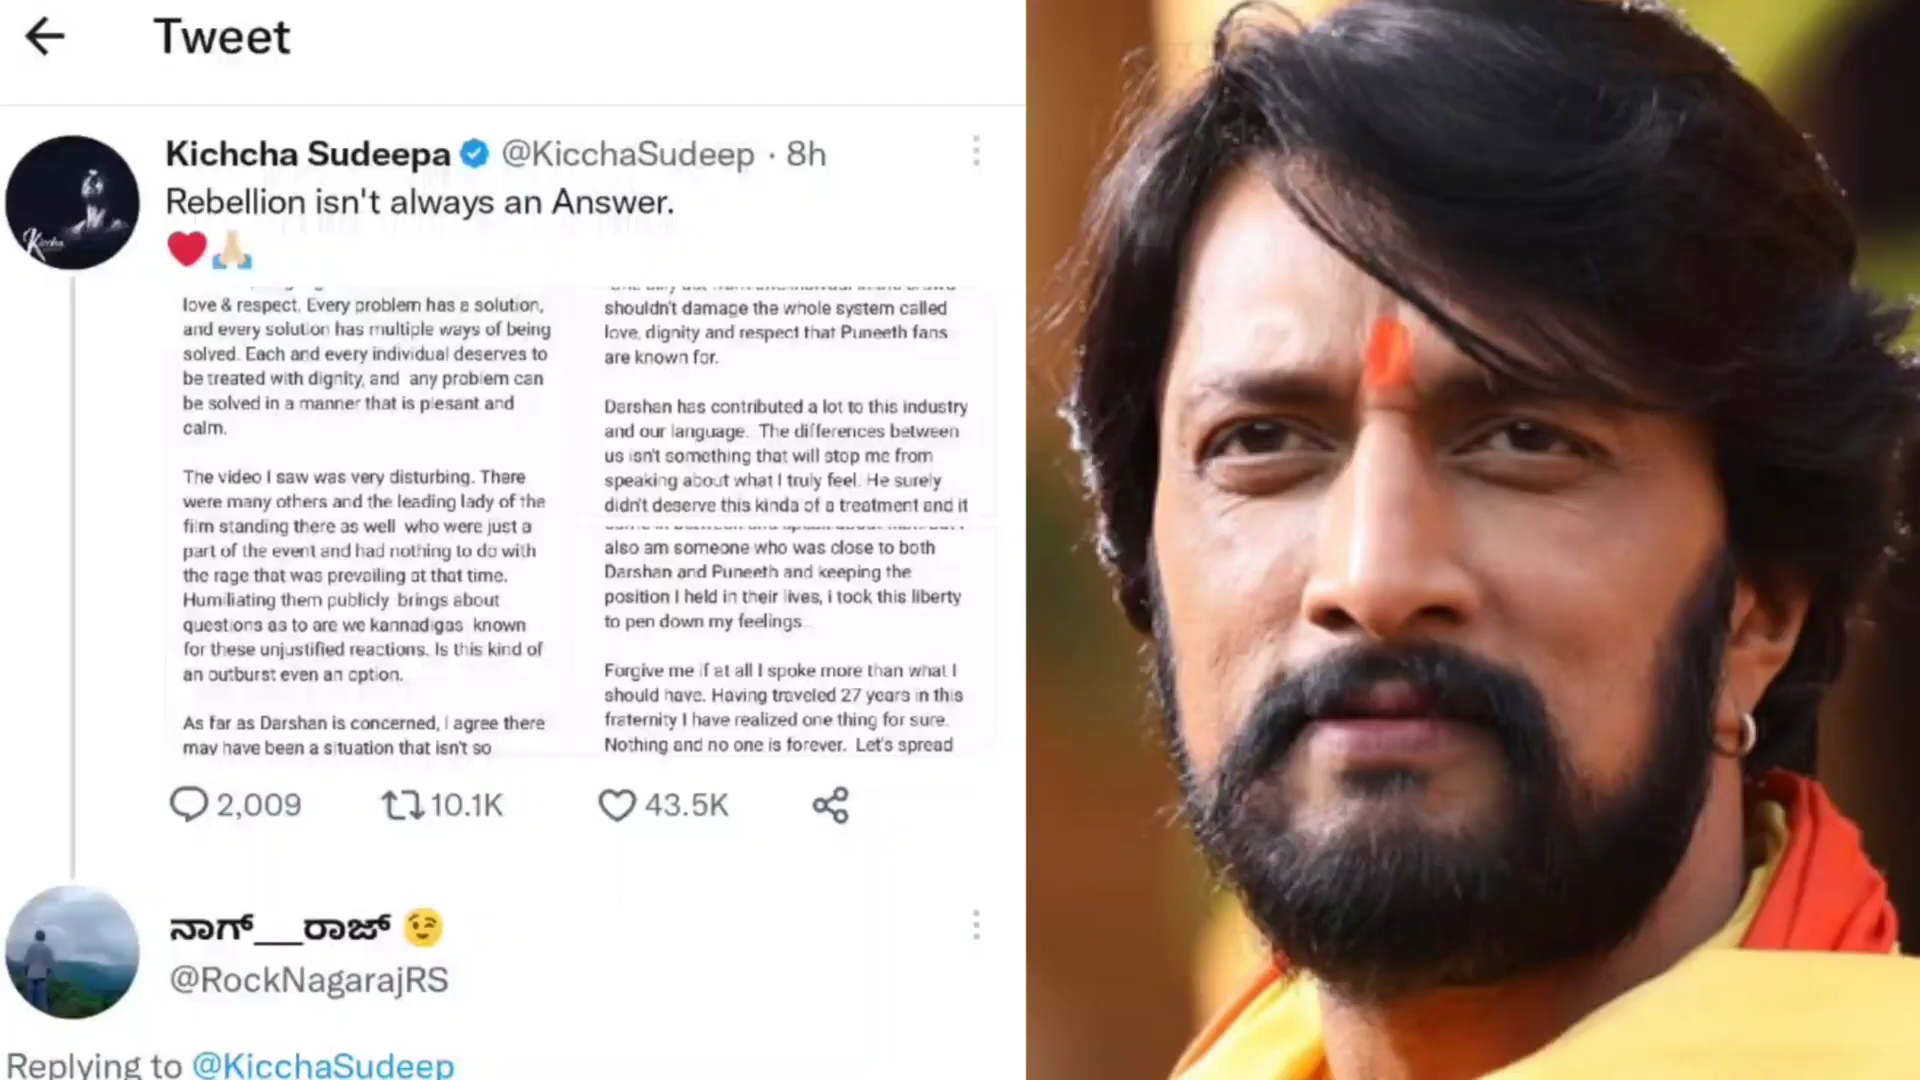 Tweet
Kichcha Sudeepa @KicchaSudeep · 8h
Rebellion isn't always an Answer.
❤️🙏🏼
love & respect. Every problem has a solution,
and every solution has multiple ways of being
solved. Each and every individual deserves to
be treated with dignity, and any problem can
be solved in a manner that is plesant and
calm.
The video I saw was very disturbing. There
were many others and the leading lady of the
film standing there as well who were just a
part of the event and had nothing to do with
the rage that was prevailing at that time.
Humiliating them publicly brings about
questions as to are we kannadigas known
for these unjustified reactions. Is this kind of
an outburst even an option.
As far as Darshan is concerned, I agree there
may have been a situation that isn't so
shouldn't damage the whole system called
love, dignity and respect that Puneeth fans
are known for.
Darshan has contributed a lot to this industry
and our language. The differences between
us isn't something that will stop me from
speaking about what I truly feel. He surely
didn't deserve this kinda of a treatment and it
also am someone who was close to both
Darshan and Puneeth and keeping the
position I held in their lives, i took this liberty
to pen down my feelings..
Forgive me if at all I spoke more than what I
should have. Having traveled 27 years in this
fraternity I have realized one thing for sure.
Nothing and no one is forever. Let's spread
2,009 10.1K 43.5K
ನಾಗ್__ರಾಜ್ 😉
@RockNagarajRS
Replying to @KicchaSudeep